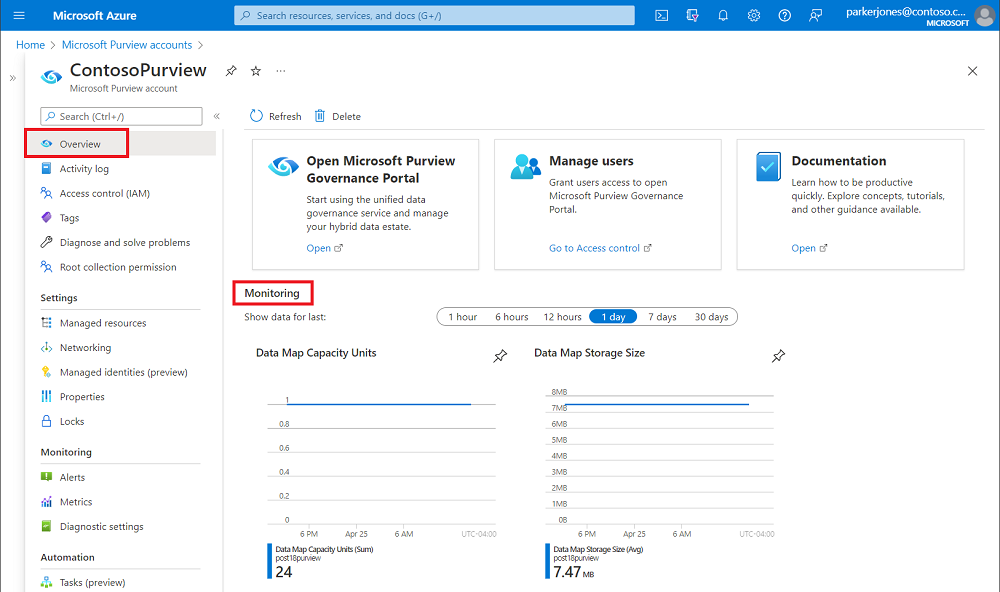 Microsoft Azure
Search resources, services, and docs (G+/)
parkerjones@contoso.c...
MICROSOFT
Home > Microsoft Purview accounts >
ContosoPurview
Microsoft Purview account
Search (Ctrl+/)
Overview
Activity log
Access control (IAM)
Tags
Diagnose and solve problems
Root collection permission
Settings
Managed resources
Networking
Managed identities (preview)
Properties
Locks
Monitoring
Alerts
Metrics
Diagnostic settings
Automation
Tasks (preview)
Refresh
Delete
Open Microsoft Purview
Governance Portal
Start using the unified data
governance service and manage
your hybrid data estate.
Open
Manage users
Grant users access to open
Microsoft Purview Governance
Portal.
Go to Access control
Documentation
Learn how to be productive
quickly. Explore concepts, tutorials,
and other guidance available.
Open
Monitoring
Show data for last:
1 hour 6 hours 12 hours 1 day 7 days 30 days
Data Map Capacity Units
1
0.8
0.6
0.4
0.2
0
6 PM Apr 25 6 AM UTC-04:00
Data Map Capacity Units (Sum)
post18purview
24
Data Map Storage Size
8MB
7MB
6MB
5MB
4MB
3MB
2MB
1MB
0B
6 PM Apr 25 6 AM UTC-04:00
Data Map Storage Size (Avg)
post18purview
7.47 MB